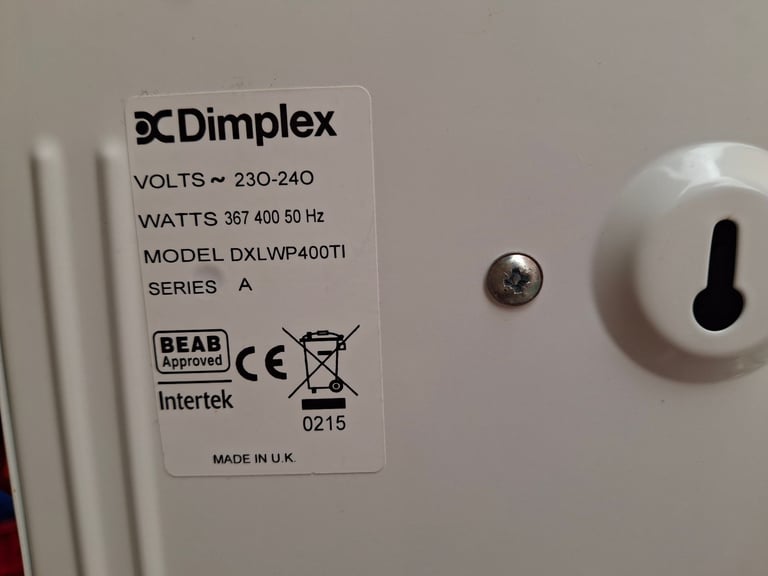 Dimplex
VOLTS ~ 230-240
WATTS 367 400 50 Hz
MODEL DXLWP400TI
SERIES A
BEAB
Approved
CE
Intertek
0215
MADE IN U.K.